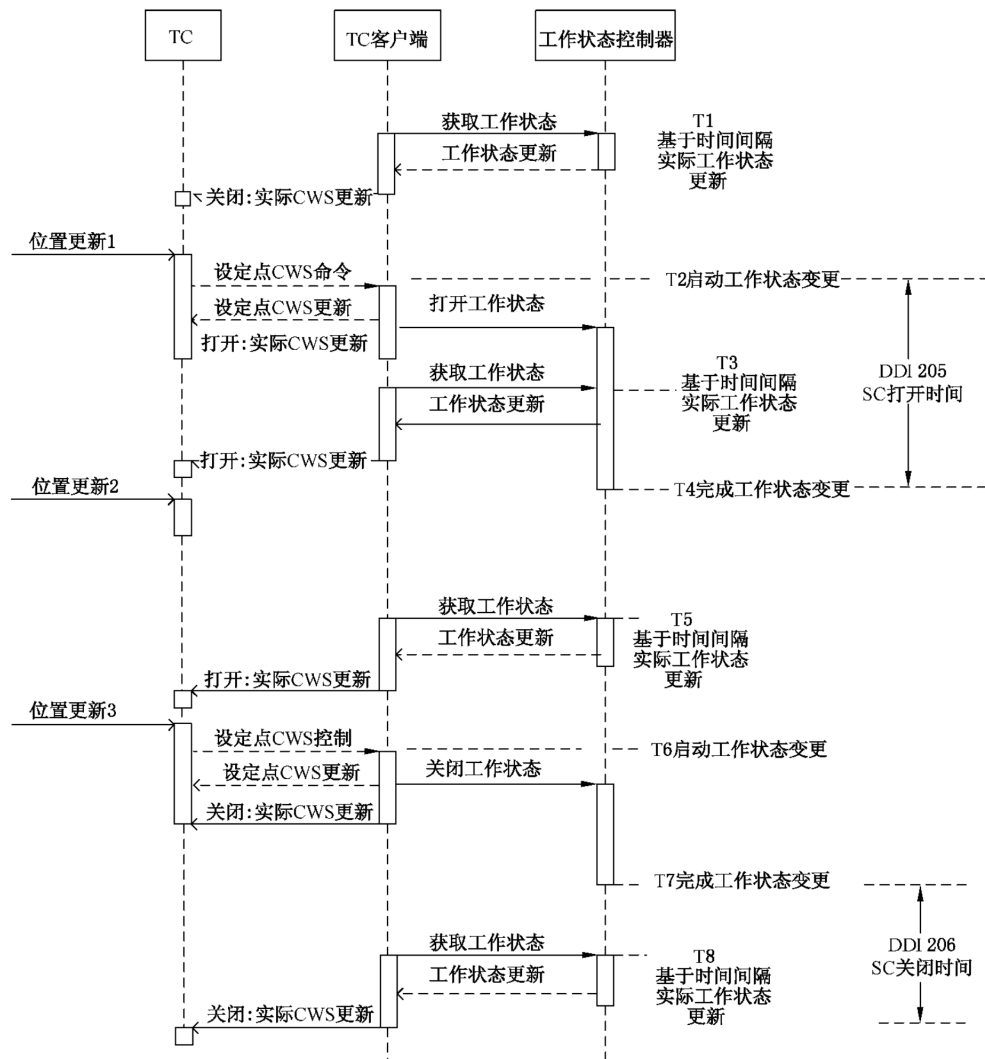 TC
TC客户端
工作状态控制器
获取工作状态
T1
基于时间间隔
实际工作状态
更新
工作状态更新
关闭:实际CWS更新
位置更新1
设定点CWS命令
T2启动工作状态变更
设定点CWS更新
打开工作状态
打开:实际CWS更新
T3
基于时间间隔
实际工作状态
更新
DDI 205
SC打开时间
获取工作状态
工作状态更新
打开:实际CWS更新
位置更新2
T4完成工作状态变更
获取工作状态
T5
基于时间间隔
实际工作状态
更新
工作状态更新
打开:实际CWS更新
位置更新3
设定点CWS控制
T6启动工作状态变更
设定点CWS更新
关闭工作状态
关闭:实际CWS更新
T7完成工作状态变更
获取工作状态
T8
基于时间间隔
实际工作状态
更新
DDI 206
SC关闭时间
工作状态更新
关闭:实际CWS更新